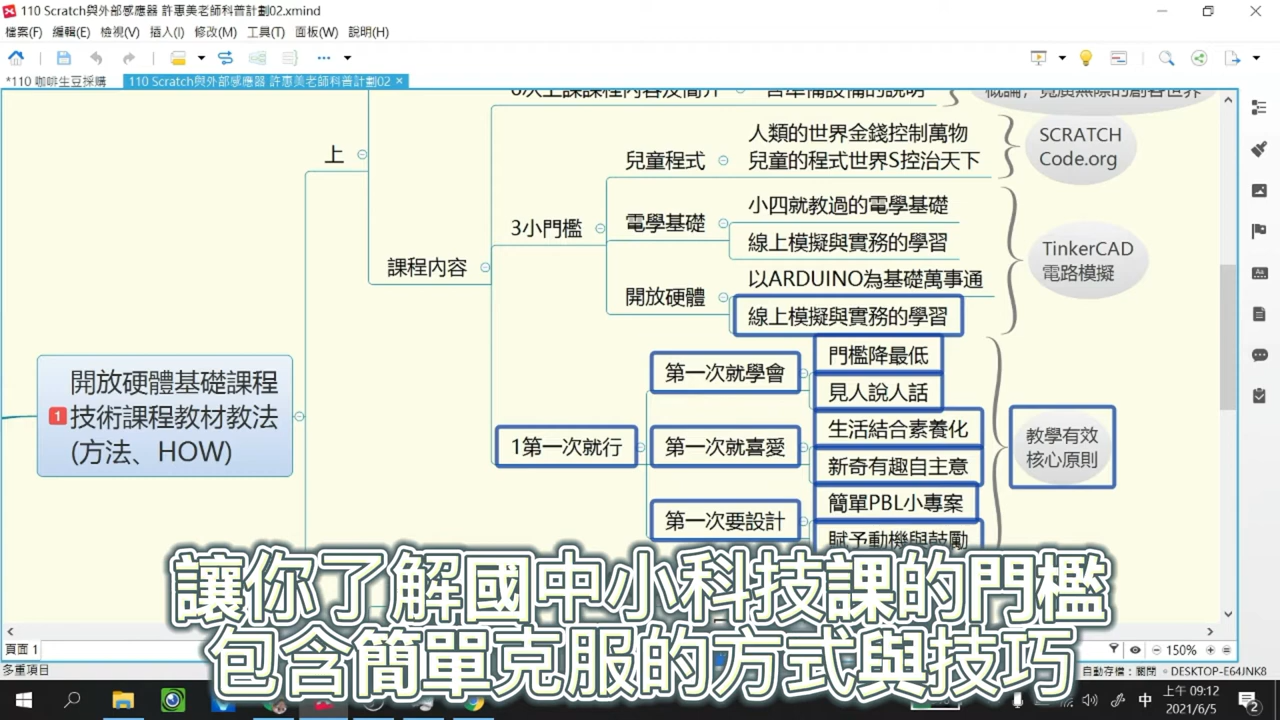 110 Scratch與外部感應器 許惠美老師科普計劃02.xmind
檔案(F) 編輯(E) 檢視(V) 插入(I) 修改(M) 工具(T) 面板(W) 說明(H)
*110 咖啡生豆採購
110 Scratch與外部感應器 許惠美老師科普計劃02
上
課程內容
3小門檻
兒童程式
人類的世界金錢控制萬物
兒童的程式世界S控治天下
SCRATCH
Code.org
電學基礎
小四就教過的電學基礎
線上模擬與實務的學習
TinkerCAD
電路模擬
開放硬體
以ARDUINO為基礎萬事通
線上模擬與實務的學習
開放硬體基礎課程
1
技術課程教材教法
(方法、HOW)
1第一次就行
第一次就學會
門檻降最低
見人說人話
第一次就喜愛
生活結合素養化
新奇有趣自主意
第一次要設計
簡單PBL小專案
賦予動機與鼓勵
教學有效
核心原則
讓你了解國中小科技課的門檻
包含簡單克服的方式與技巧
頁面 1
150%
多重項目
自動存檔：關閉
DESKTOP-E64JNK8
中
上午 09:12
2021/6/5
2